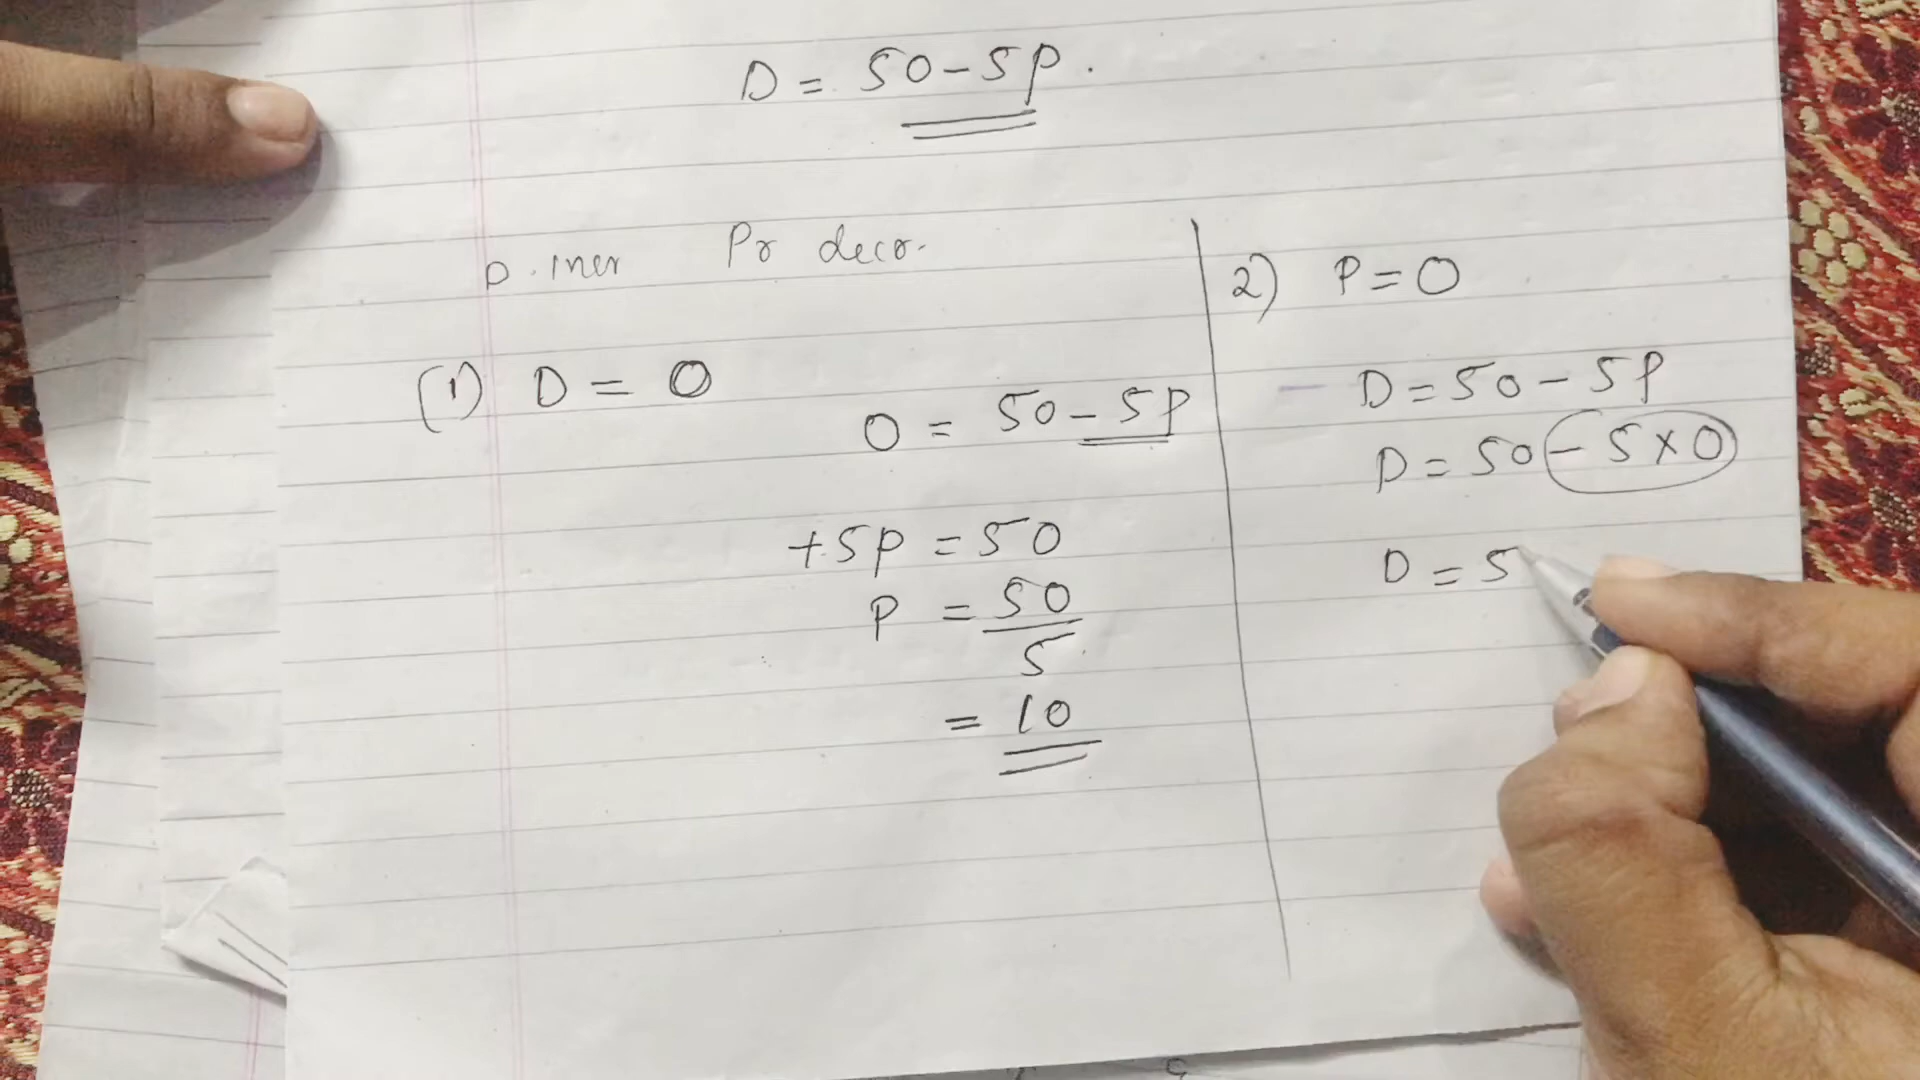 D = 50 - 5P.
D. incr Pr decr.
(1) D = 0
0 = 50 - 5P
+5P = 50
P = 50
5
= 10
2) P = 0
D = 50 - 5P
D = 50 - 5 × 0
D = 5